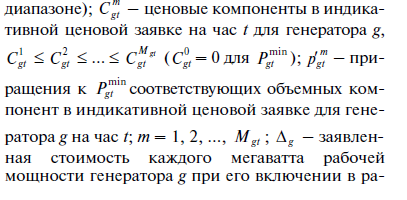 диапазоне); C_{gt}^{m} – ценовые компоненты в индика-
тивной ценовой заявке на час t для генератора g,
C_{gt}^{1} ≤ C_{gt}^{2} ≤ ... ≤ C_{gt}^{M_{gt}} (C_{gt}^{0} = 0 для P_{gt}^{min}); p'_{gt}^{m} – при-
ращения к P_{gt}^{min} соответствующих объемных ком-
понент в индикативной ценовой заявке для гене-
ратора g на час t; m = 1, 2, ..., M_{gt}; Δ_{g} – заявлен-
ная стоимость каждого мегаватта рабочей
мощности генератора g при его включении в ра-